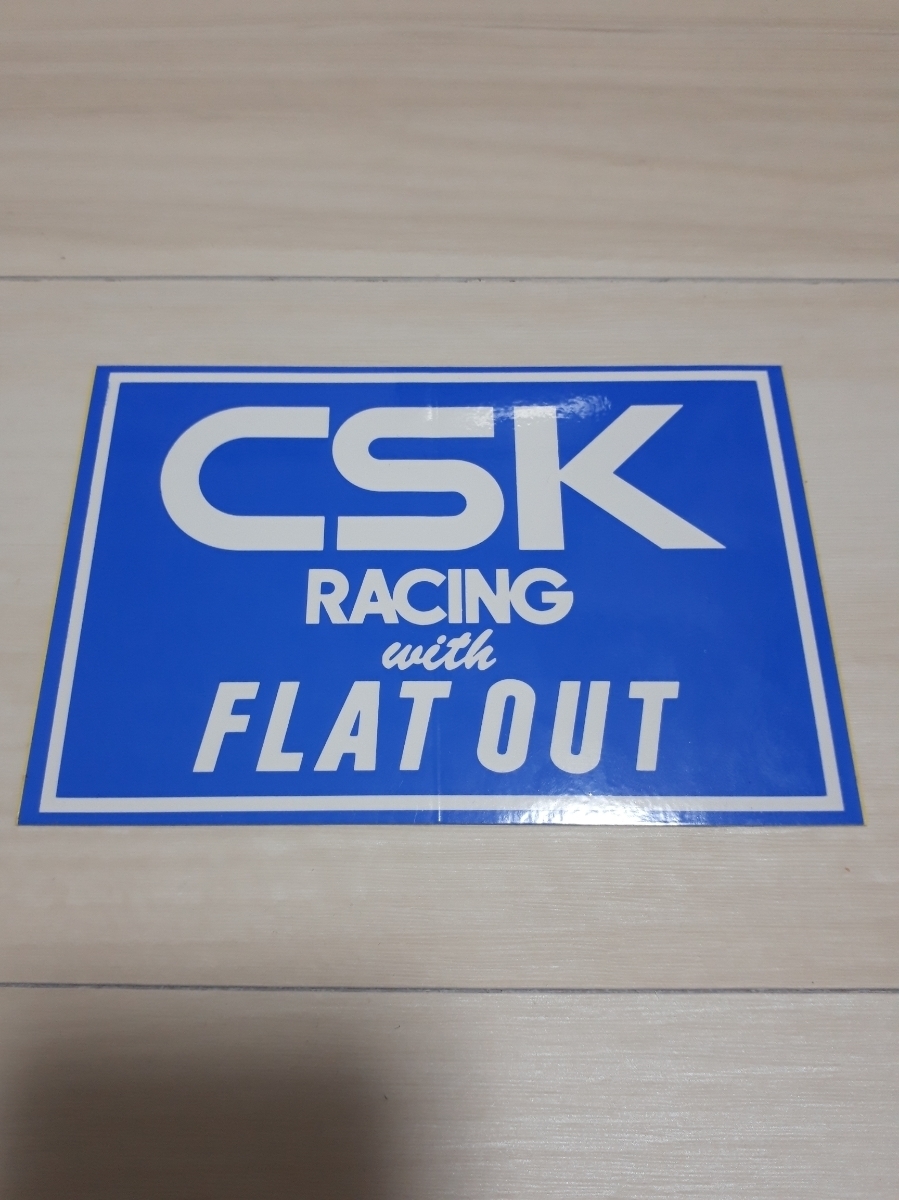 CSK
RACING
with
FLAT OUT